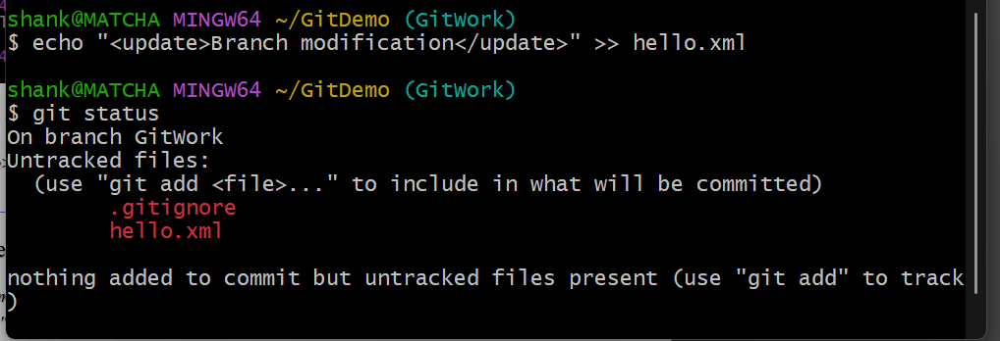 shank@MATCHA MINGW64 ~/GitDemo (GitWork)
$ echo "<update>Branch modification</update>" >> hello.xml
shank@MATCHA MINGW64 ~/GitDemo (GitWork)
$ git status
On branch GitWork
Untracked files:
  (use "git add <file>..." to include in what will be committed)
        .gitignore
        hello.xml
nothing added to commit but untracked files present (use "git add" to track
)